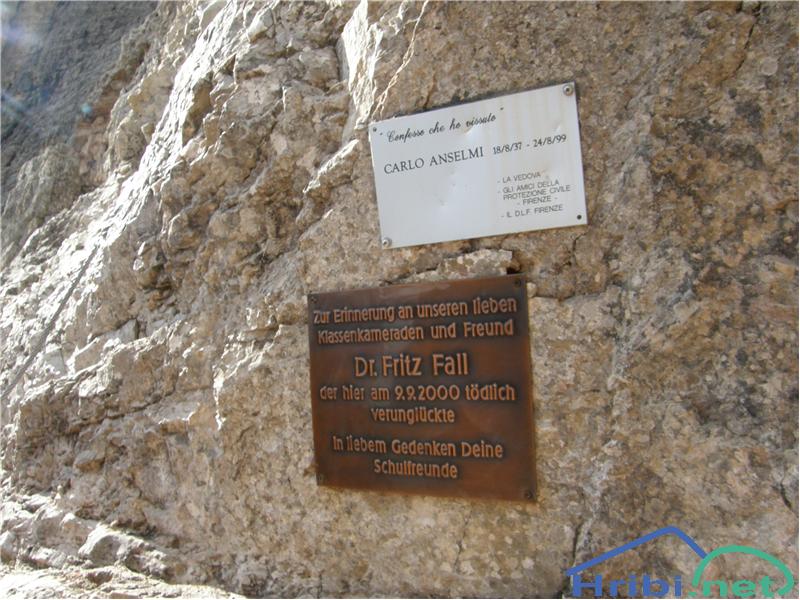 "Confesso che ho vissuto"
CARLO ANSELMI 18/8/37 - 24/8/99
- LA VEDOVA
- GLI AMICI DELLA
PROTEZIONE CIVILE
- FIRENZE -
- IL D.L.F. FIRENZE
Zur Erinnerung an unseren lieben
Klassenkameraden und Freund
Dr. Fritz Fall
der hier am 9.9.2000 tödlich
verunglückte
In liebem Gedenken Deine
Schulfreunde
Hribi.net